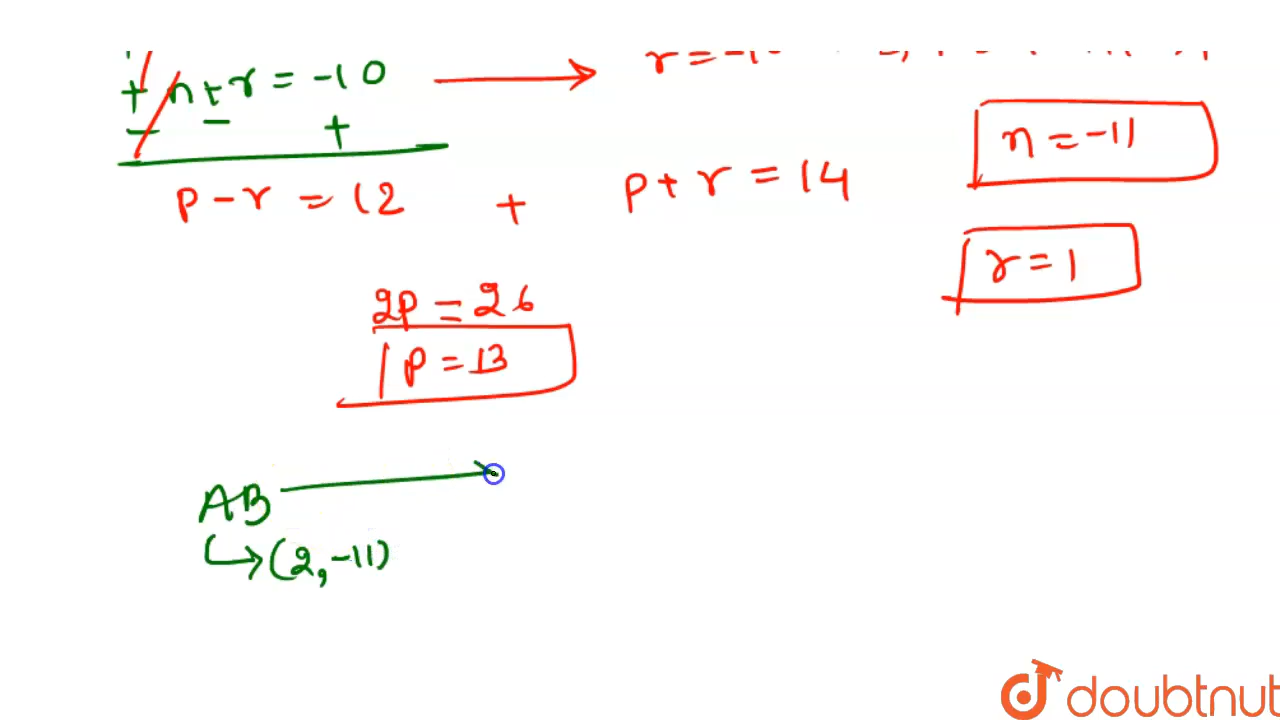 + n + r = -10
- - +
n = -11
p - r = 12 + p + r = 14
r = 1
2p = 26
p = 13
AB
(2, -11)
doubtnut